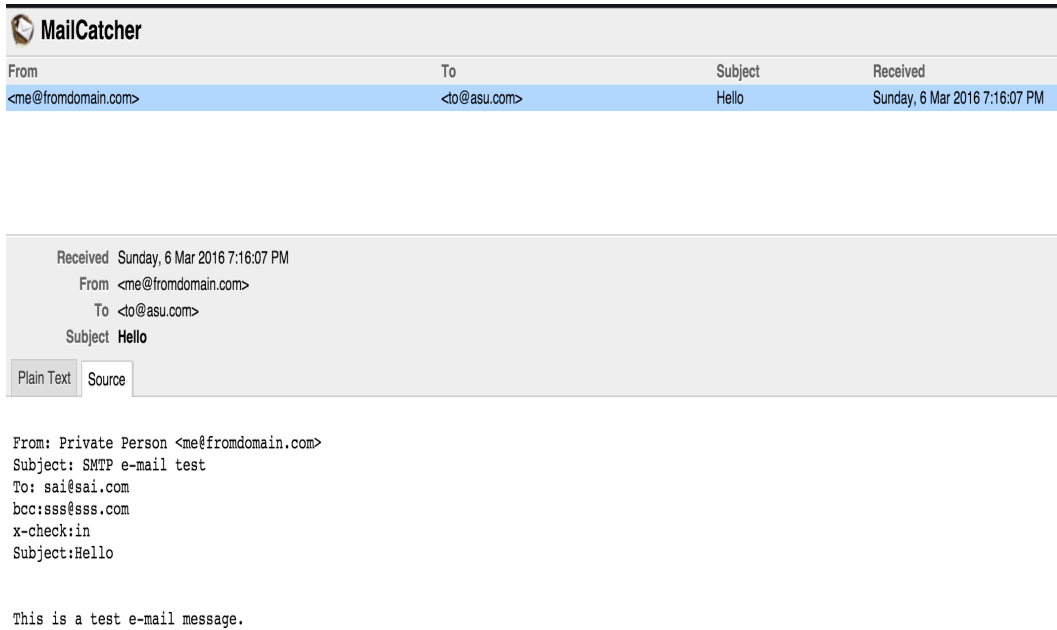 MailCatcher
From To Subject Received
<me@fromdomain.com> <to@asu.com> Hello Sunday, 6 Mar 2016 7:16:07 PM
Received Sunday, 6 Mar 2016 7:16:07 PM
From <me@fromdomain.com>
To <to@asu.com>
Subject Hello
Plain Text Source
From: Private Person <me@fromdomain.com>
Subject: SMTP e-mail test
To: sai@sai.com
bcc:sss@sss.com
x-check:in
Subject:Hello
This is a test e-mail message.